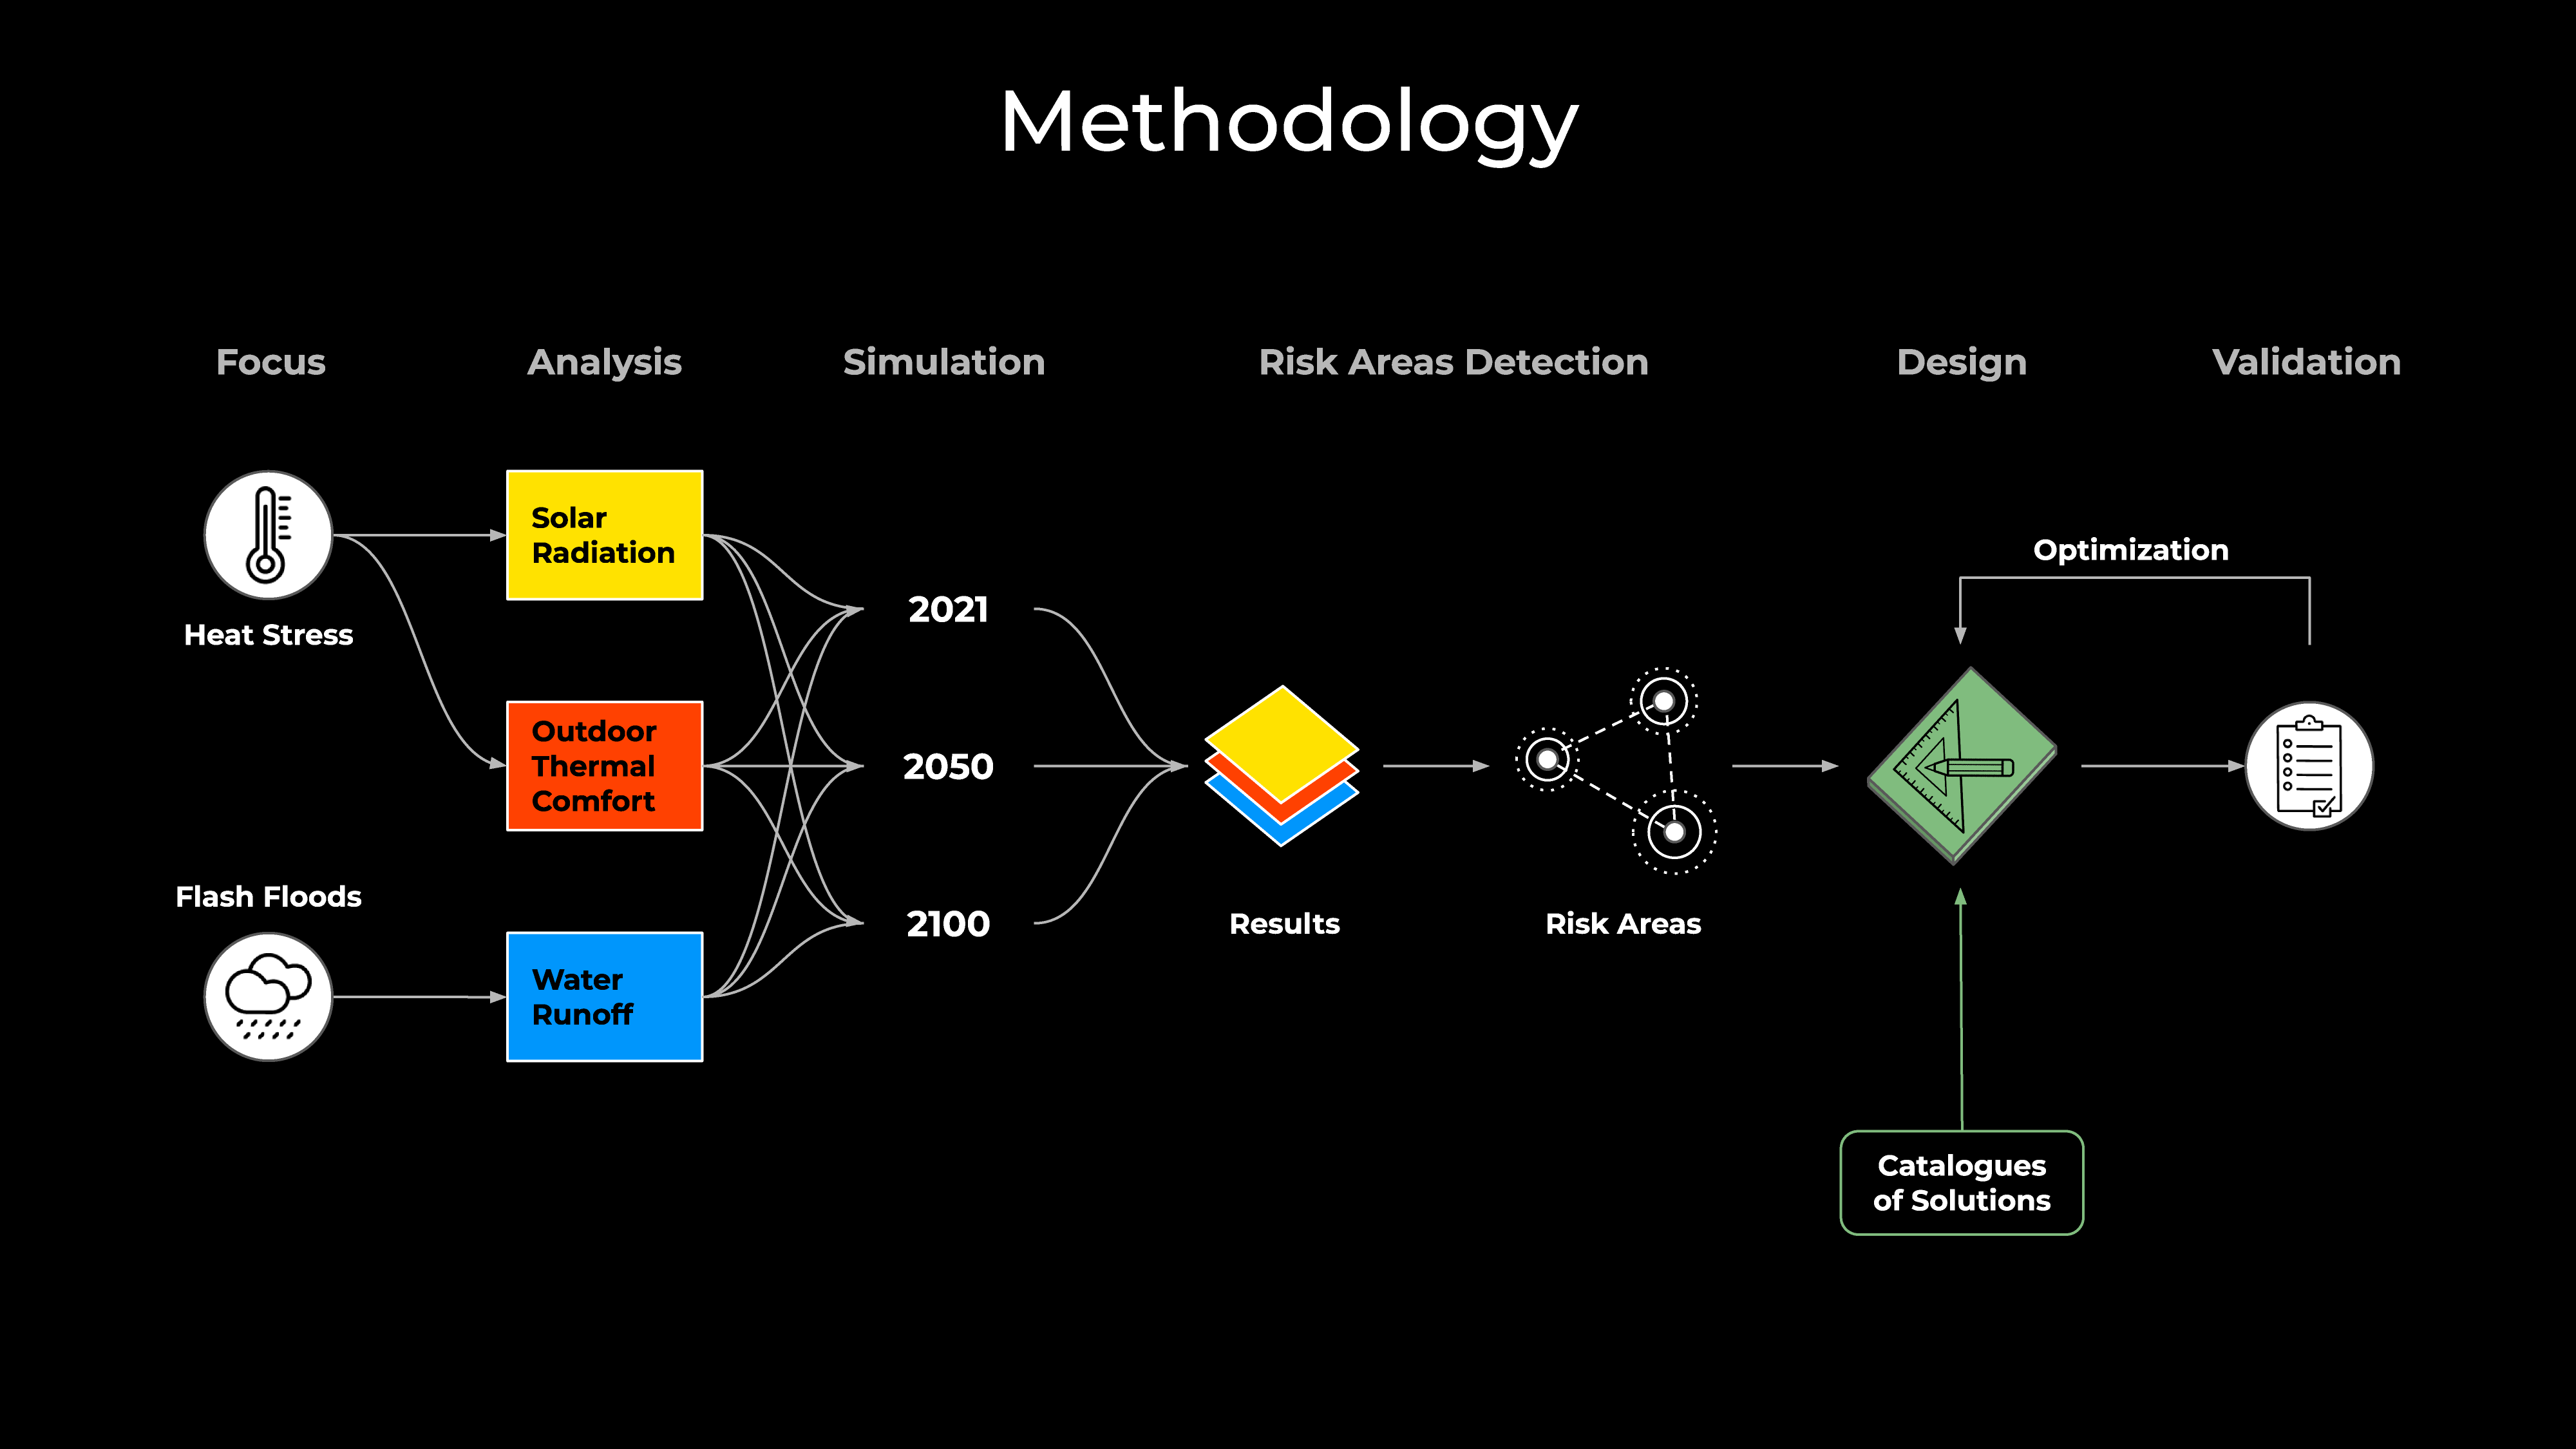 Methodology
Focus
Analysis
Simulation
Risk Areas Detection
Design
Validation
Heat Stress
Flash Floods
Solar
Radiation
Outdoor
Thermal
Comfort
Water
Runoff
2021
2050
2100
Results
Risk Areas
Optimization
Catalogues
of Solutions